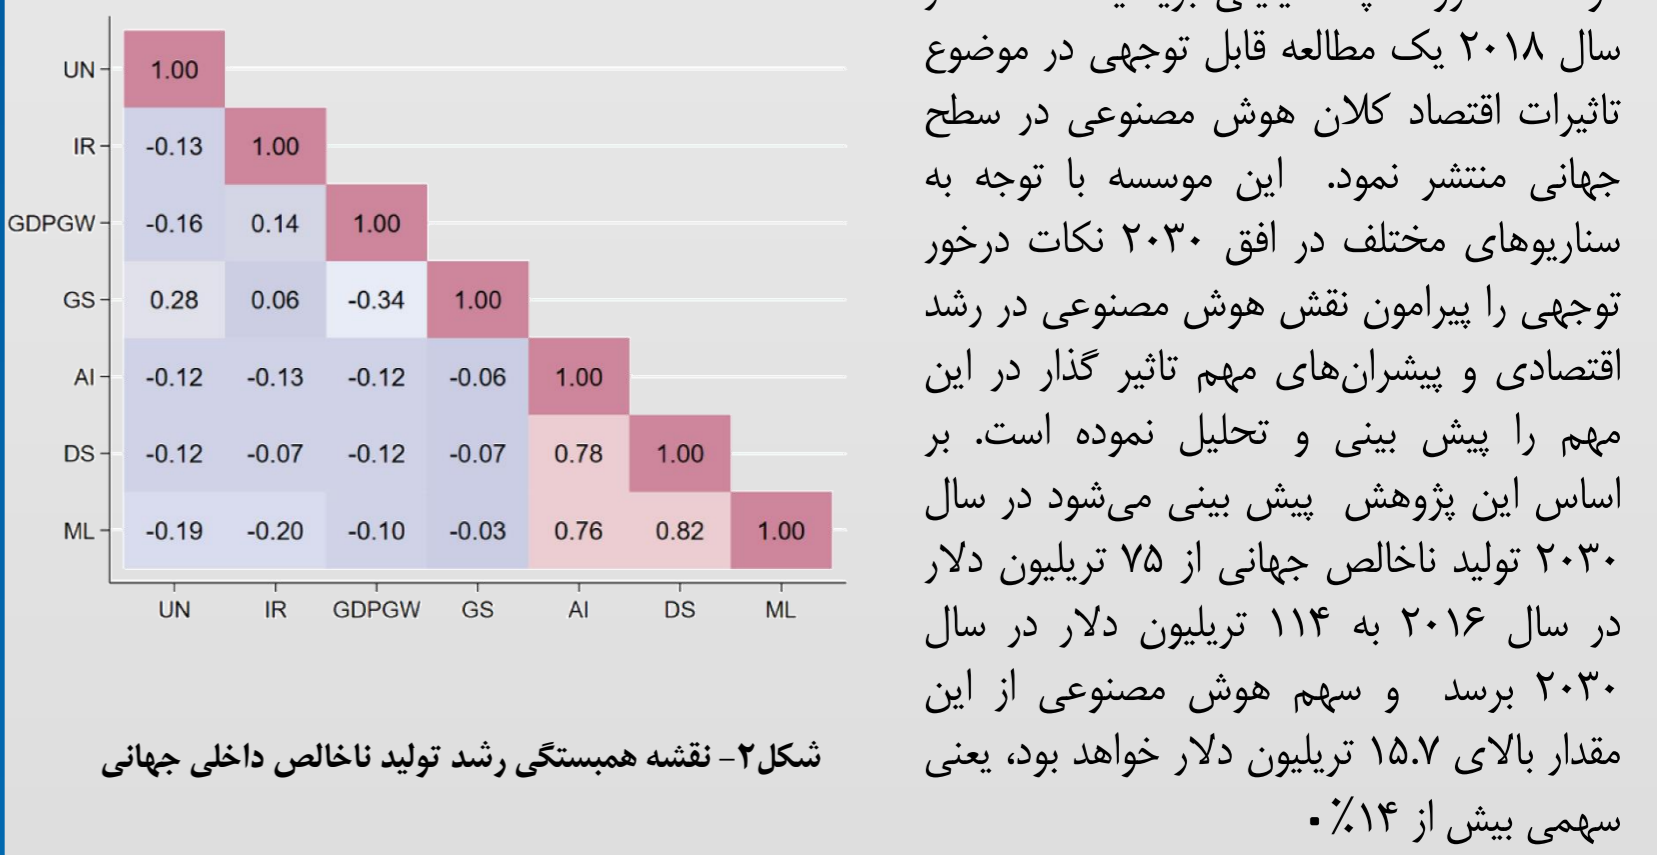 سال ۲۰۱۸ یک مطالعه قابل توجهی در موضوع
تاثیرات اقتصاد کلان هوش مصنوعی در سطح
جهانی منتشر نمود. این موسسه با توجه به
سناریوهای مختلف در افق ۲۰۳۰ نکات درخور
توجهی را پیرامون نقش هوش مصنوعی در رشد
اقتصادی و پیشران‌های مهم تاثیر گذار در این
مهم را پیش بینی و تحلیل نموده است. بر
اساس این پژوهش پیش بینی می‌شود در سال
۲۰۳۰ تولید ناخالص جهانی از ۷۵ تریلیون دلار
در سال ۲۰۱۶ به ۱۱۴ تریلیون دلار در سال
۲۰۳۰ برسد و سهم هوش مصنوعی از این
مقدار بالای ۱۵.۷ تریلیون دلار خواهد بود، یعنی
سهمی بیش از ۱۴٪.
UN 1.00
IR -0.13 1.00
GDPGW -0.16 0.14 1.00
GS 0.28 0.06 -0.34 1.00
AI -0.12 -0.13 -0.12 -0.06 1.00
DS -0.12 -0.07 -0.12 -0.07 0.78 1.00
ML -0.19 -0.20 -0.10 -0.03 0.76 0.82 1.00
UN IR GDPGW GS AI DS ML
شکل۲- نقشه همبستگی رشد تولید ناخالص داخلی جهانی